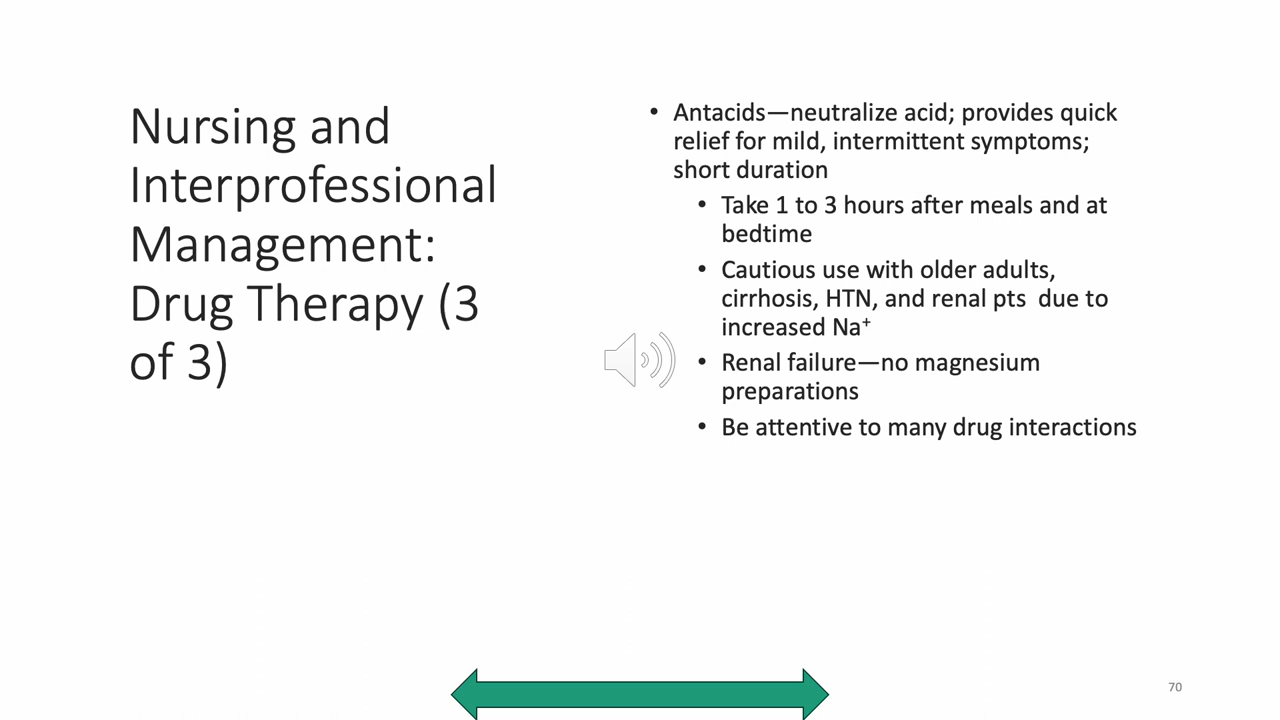 Nursing and
Interprofessional
Management:
Drug Therapy (3
of 3)
• Antacids—neutralize acid; provides quick
relief for mild, intermittent symptoms;
short duration
• Take 1 to 3 hours after meals and at
bedtime
• Cautious use with older adults,
cirrhosis, HTN, and renal pts  due to
increased Na⁺
• Renal failure—no magnesium
preparations
• Be attentive to many drug interactions
70